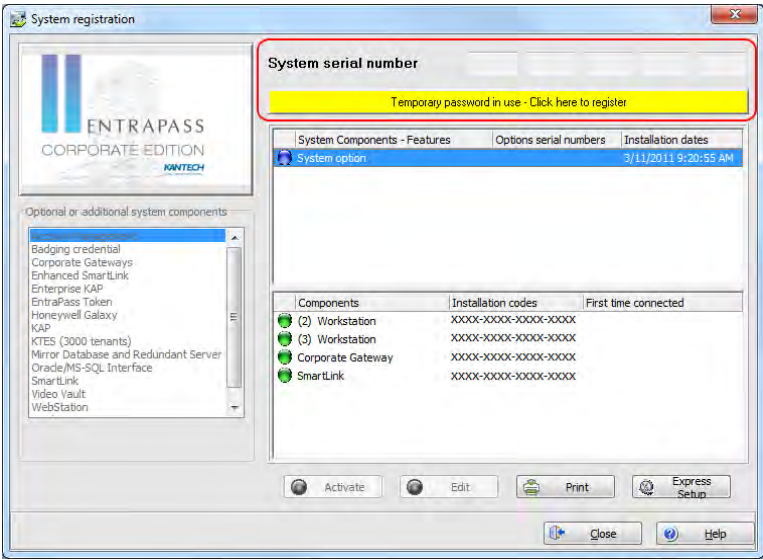 System registration
System serial number
Temporary password in use - Click here to register
ENTRAPASS
CORPORATE EDITION
KANTECH
System Components - Features Options serial numbers Installation dates
System option 3/11/2011 9:20:55 AM
Optional or additional system components
Badging credential
Corporate Gateways
Enhanced SmartLink
Enterprise KAP
EntraPass Token
Honeywell Galaxy
KAP
KTES (3000 tenants)
Mirror Database and Redundant Server
Oracle/MS-SQL Interface
SmartLink
Video Vault
WebStation
Components Installation codes First time connected
(2) Workstation XXXX-XXXX-XXXX-XXXX
(3) Workstation XXXX-XXXX-XXXX-XXXX
Corporate Gateway XXXX-XXXX-XXXX-XXXX
SmartLink XXXX-XXXX-XXXX-XXXX
Activate Edit Print Express Setup
Close Help